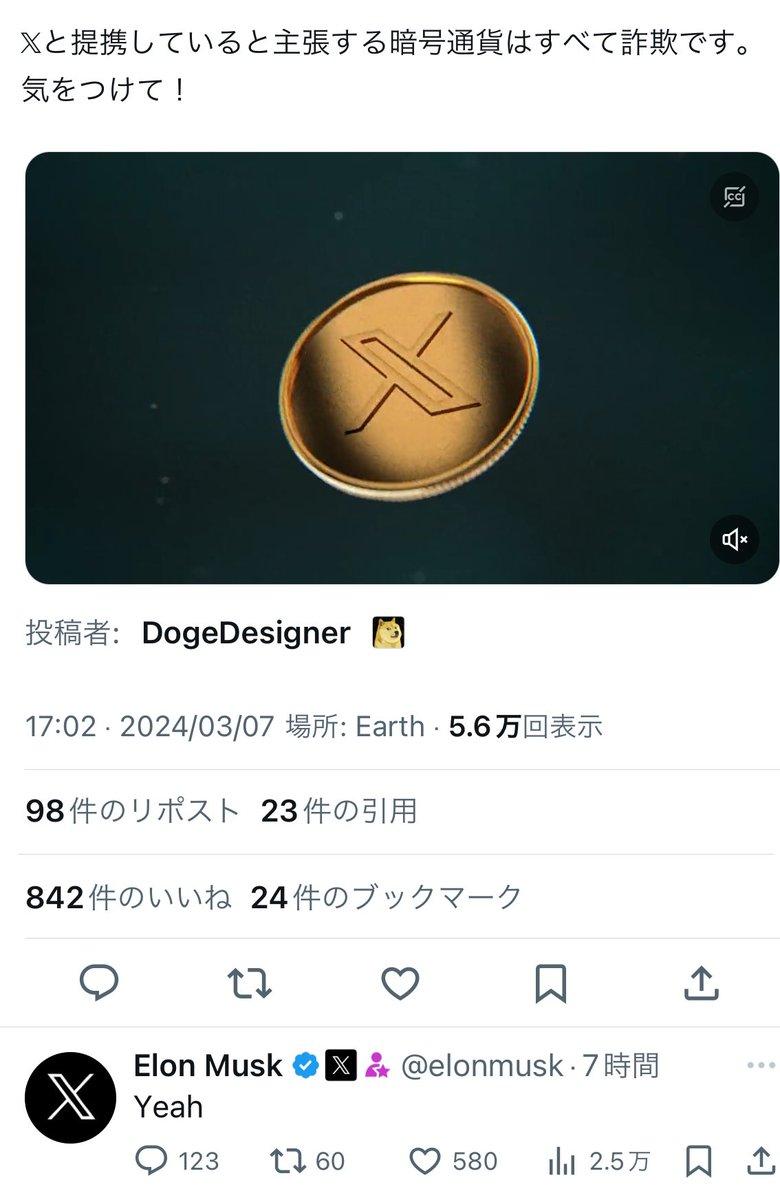 𝕏と提携していると主張する暗号通貨はすべて詐欺です。
気をつけて！
CC
投稿者: DogeDesigner
17:02 · 2024/03/07 場所: Earth · 5.6万回表示
98件のリポスト 23件の引用
842件のいいね 24件のブックマーク
Elon Musk @elonmusk · 7時間
Yeah
123 60 580 2.5万